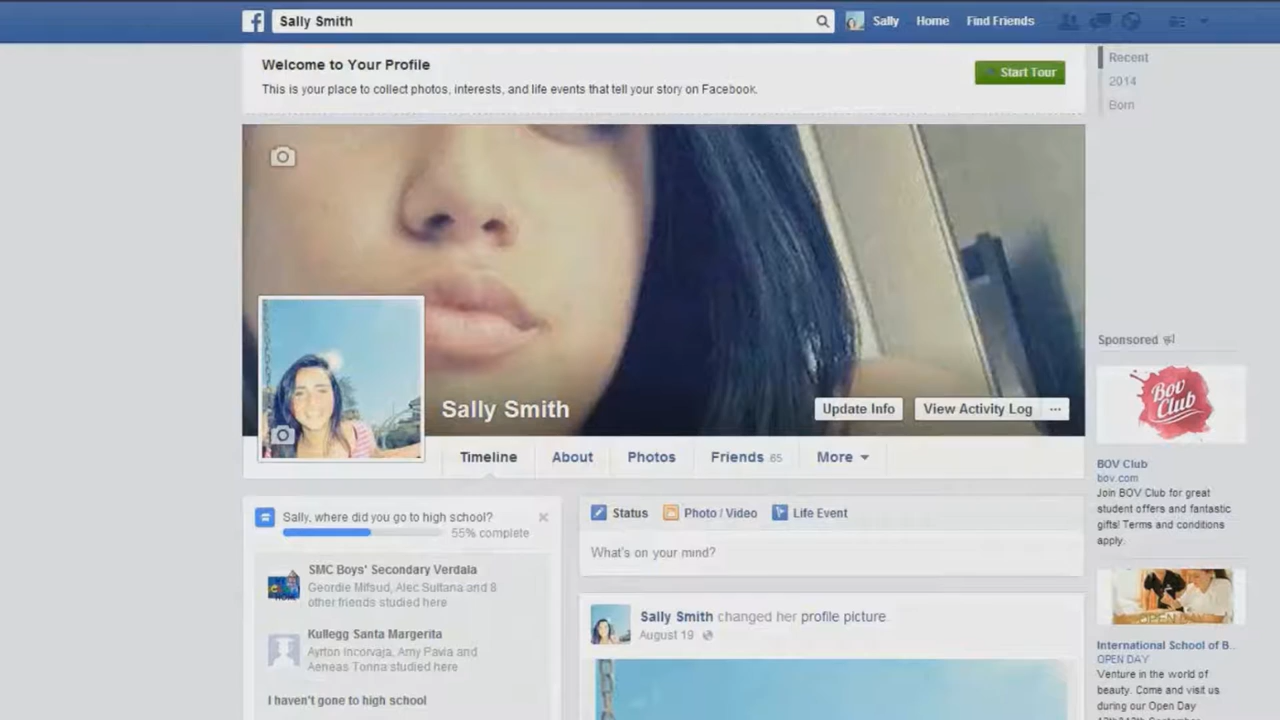 Sally Smith
Sally Home Find Friends
Welcome to Your Profile
Start Tour
This is your place to collect photos, interests, and life events that tell your story on Facebook.
Recent
2014
Born
Sally Smith
Update Info
View Activity Log
Timeline About Photos Friends 65 More
Sally, where did you go to high school?
55% complete
SMC Boys' Secondary Verdala
Geordie Mifsud, Alec Sultana and 8
other friends studied here
Kullegg Santa Margerita
Ayrton Incorvaja, Amy Pavia and
Aeneas Tonna studied here
I haven't gone to high school
Status Photo / Video Life Event
What's on your mind?
Sally Smith changed her profile picture.
August 19
Sponsored
Bov
Club
BOV Club
bov.com
Join BOV Club for great
student offers and fantastic
gifts! Terms and conditions
apply.
OPEN DAY
International School of B..
OPEN DAY
Venture in the world of
beauty. Come and visit us
during our Open Day